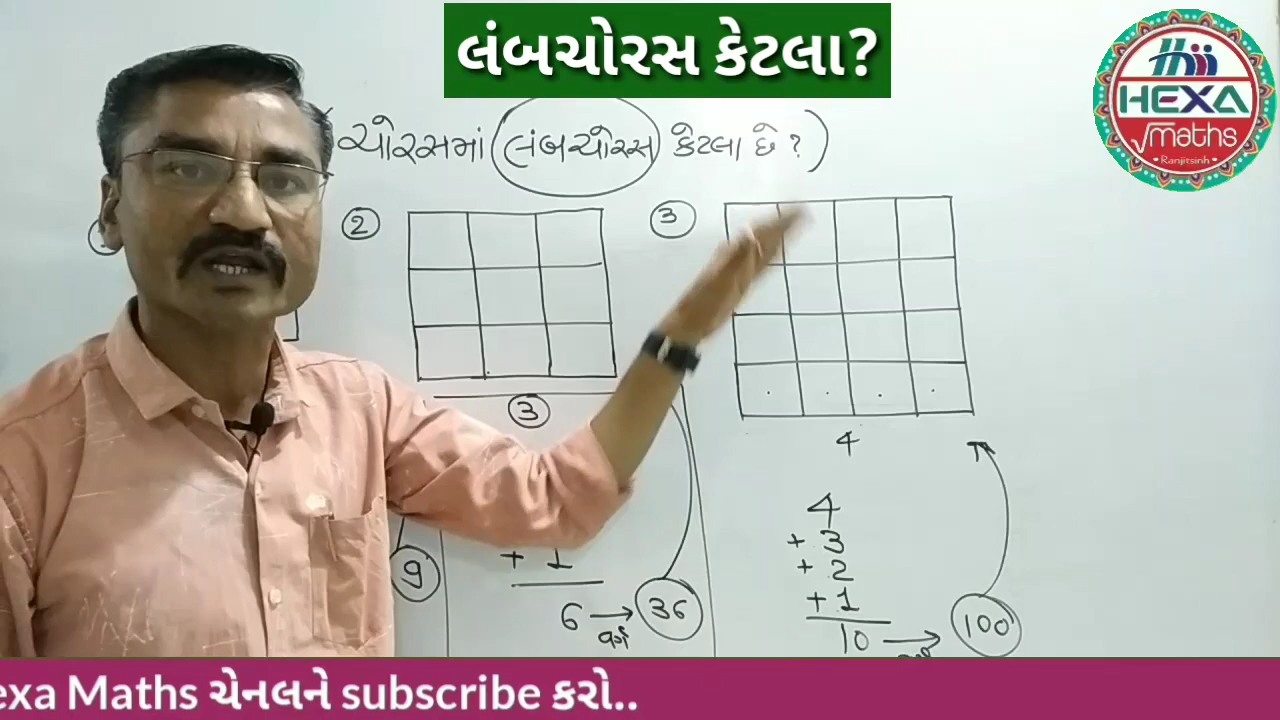 લંબચોરસ કેટલા?
HEXA
maths
• Ranjitsinh •
ચોરસમાં (લંબચોરસ કેટલા છે ?)
2
3
3
4
4
+ 3
+ 2
+ 1
10 → 100
9
+ 1
6 → 36
વર્ગ
exa Maths ચેનલને subscribe કરો..